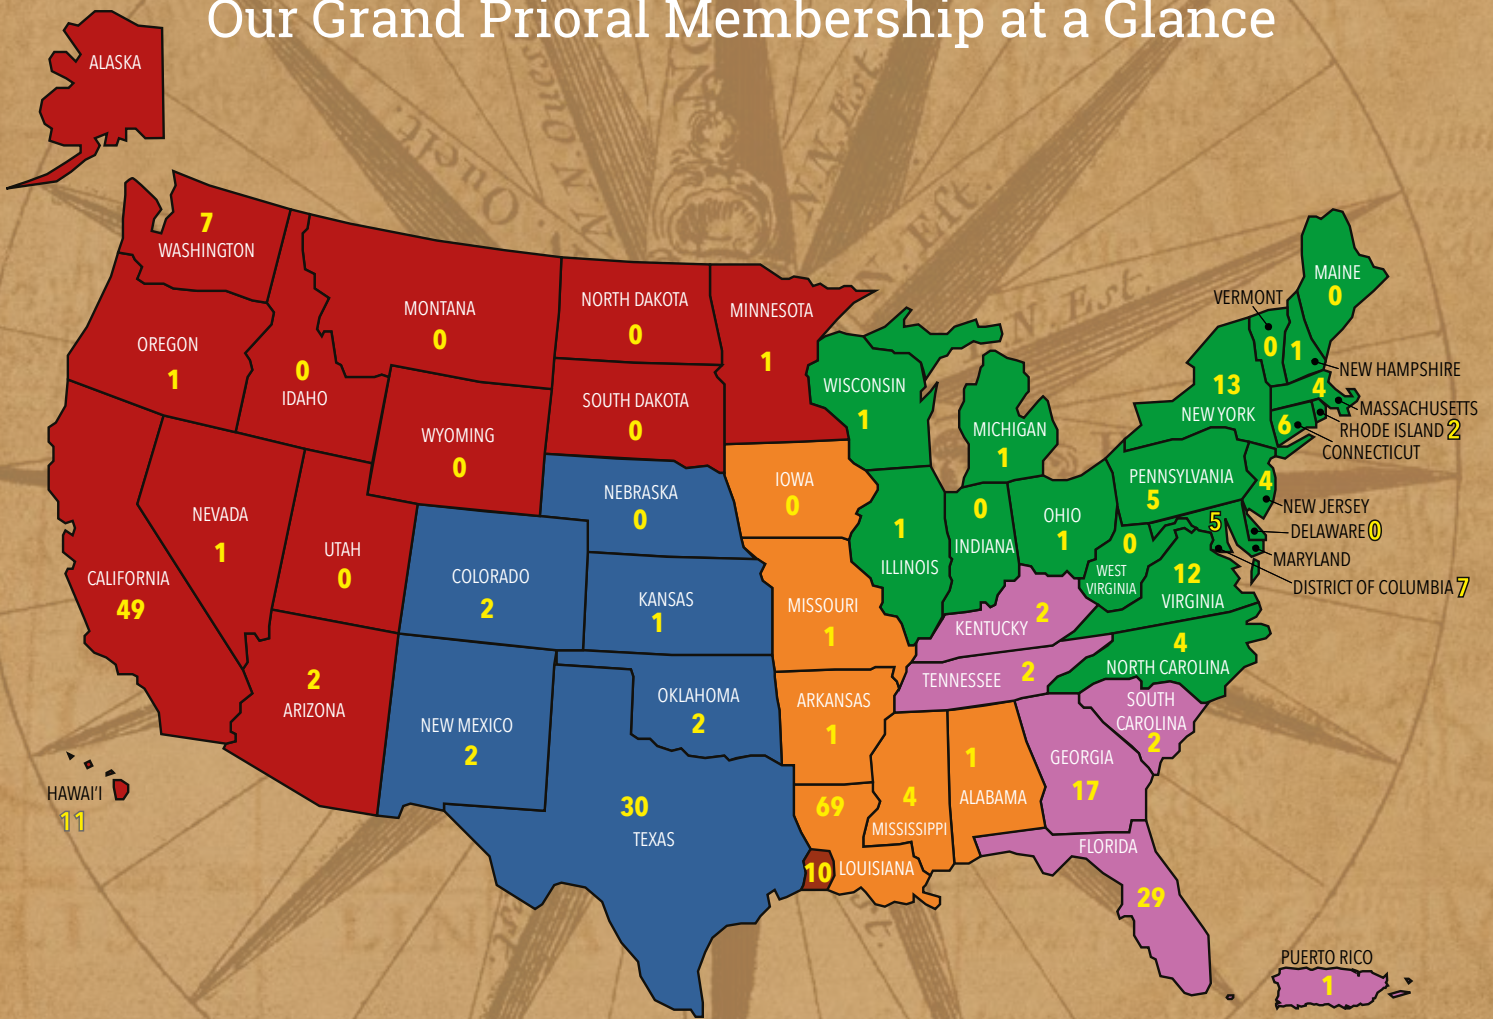 Our Grand Prioral Membership at a Glance
ALASKA
7
WASHINGTON
OREGON
1
0
IDAHO
MONTANA
0
WYOMING
0
NORTH DAKOTA
0
SOUTH DAKOTA
0
MINNESOTA
1
CALIFORNIA
49
NEVADA
1
UTAH
0
2
ARIZONA
HAWAI'I
11
COLORADO
2
NEBRASKA
0
KANSAS
1
NEW MEXICO
2
OKLAHOMA
2
30
TEXAS
IOWA
0
MISSOURI
1
ARKANSAS
1
69
10
LOUISIANA
4
MISSISSIPPI
1
ALABAMA
WISCONSIN
1
1
ILLINOIS
MICHIGAN
1
0
INDIANA
OHIO
1
KENTUCKY 2
TENNESSEE 2
0
WEST
VIRGINIA
12
VIRGINIA
4
NORTH CAROLINA
SOUTH
CAROLINA
2
GEORGIA
17
FLORIDA
29
PUERTO RICO
1
PENNSYLVANIA
5
13
NEW YORK
VERMONT
0
MAINE
0
1
NEW HAMPSHIRE
4
MASSACHUSETTS
RHODE ISLAND 2
6
CONNECTICUT
4
NEW JERSEY
DELAWARE 0
5
MARYLAND
DISTRICT OF COLUMBIA 7
N. Est.